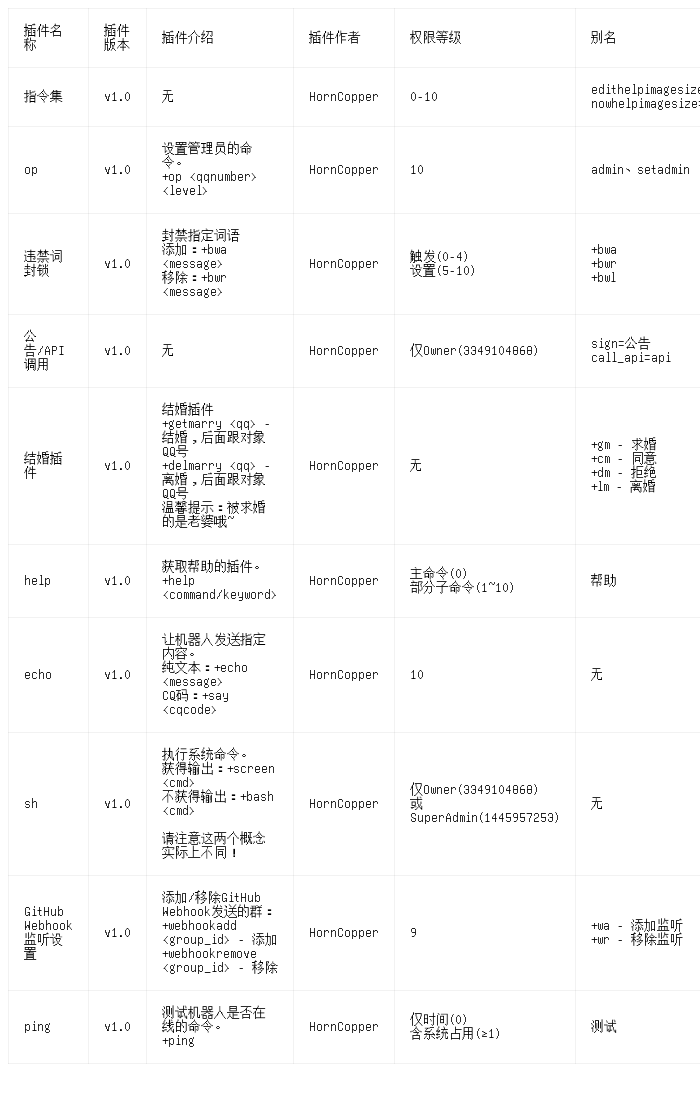 插件名
称
插件
版本
插件介绍
插件作者
权限等级
别名
指令集
v1.0
无
HornCopper
0-10
edithelpimagesize
nowhelpimagesize=
op
v1.0
设置管理员的命
令。
+op <qqnumber>
<level>
HornCopper
10
admin、setadmin
违禁词
封锁
v1.0
封禁指定词语
添加：+bwa
<message>
移除：+bwr
<message>
HornCopper
触发(0-4)
设置(5-10)
+bwa
+bwr
+bwl
公
告/API
调用
v1.0
无
HornCopper
仅Owner(3349104868)
sign=公告
call_api=api
结婚插
件
v1.0
结婚插件
+getmarry <qq> -
结婚，后面跟对象
QQ号
+delmarry <qq> -
离婚，后面跟对象
QQ号
温馨提示：被求婚
的是老婆哦~
HornCopper
无
+gm - 求婚
+cm - 同意
+dm - 拒绝
+lm - 离婚
help
v1.0
获取帮助的插件。
+help
<command/keyword>
HornCopper
主命令(0)
部分子命令(1~10)
帮助
echo
v1.0
让机器人发送指定
内容。
纯文本：+echo
<message>
CQ码：+say
<cqcode>
HornCopper
10
无
sh
v1.0
执行系统命令。
获得输出：+screen
<cmd>
不获得输出：+bash
<cmd>
请注意这两个概念
实际上不同！
HornCopper
仅Owner(3349104868)
或
SuperAdmin(1445957253)
无
GitHub
Webhook
监听设
置
v1.0
添加/移除GitHub
Webhook发送的群：
+webhookadd
<group_id> - 添加
+webhookremove
<group_id> - 移除
HornCopper
9
+wa - 添加监听
+wr - 移除监听
ping
v1.0
测试机器人是否在
线的命令。
+ping
HornCopper
仅时间(0)
含系统占用(≥1)
测试